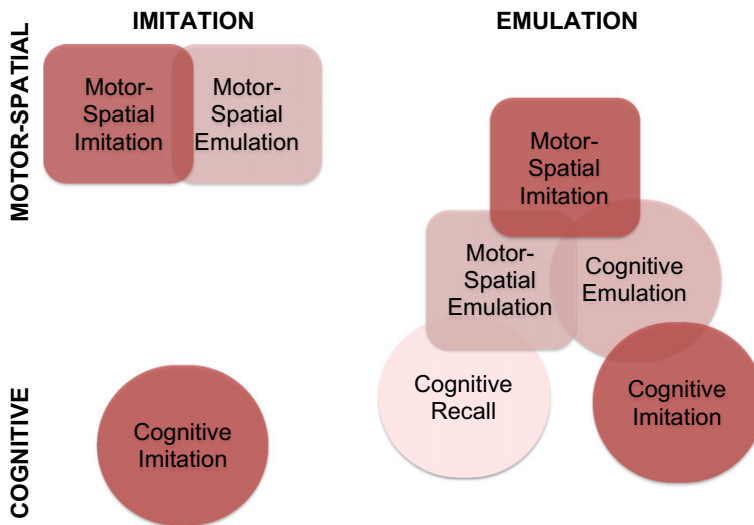 IMITATION
EMULATION
MOTOR-SPATIAL
Motor-
Spatial
Imitation
Motor-
Spatial
Emulation
Motor-
Spatial
Imitation
Motor-
Spatial
Emulation
Cognitive
Emulation
COGNITIVE
Cognitive
Imitation
Cognitive
Recall
Cognitive
Imitation